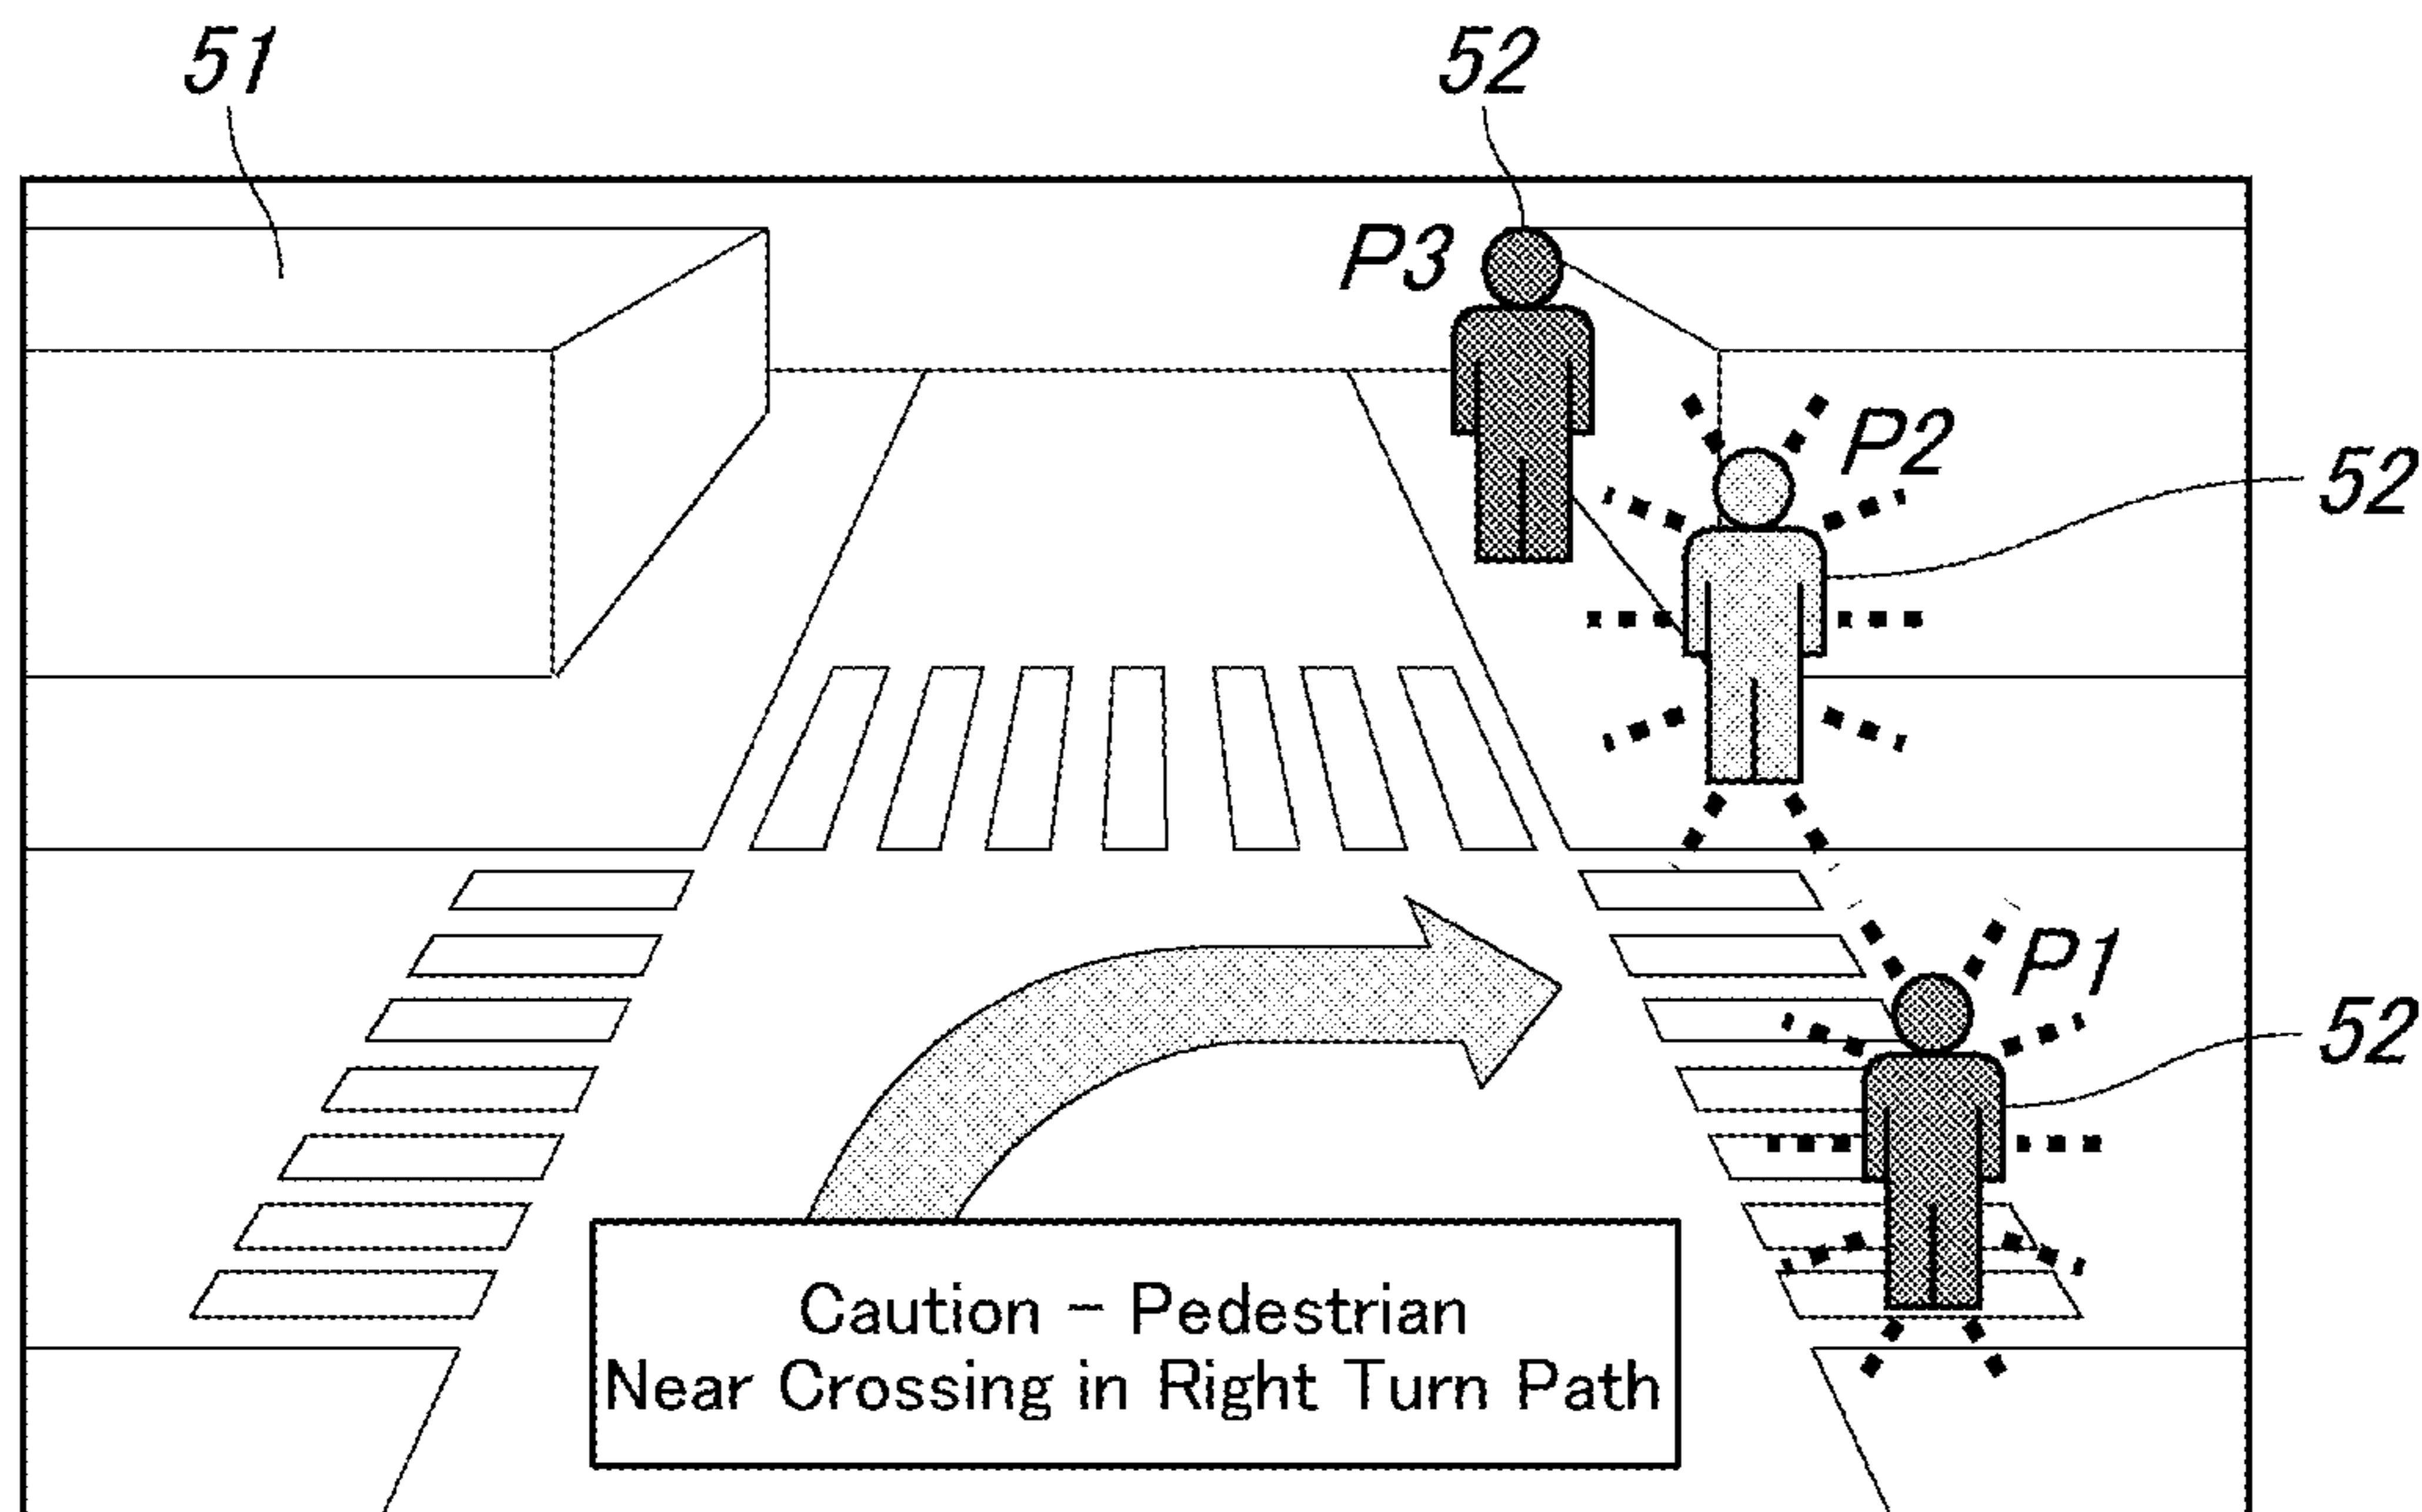 51
52
P3
P2
52
P1
52
Caution - Pedestrian
Near Crossing in Right Turn Path